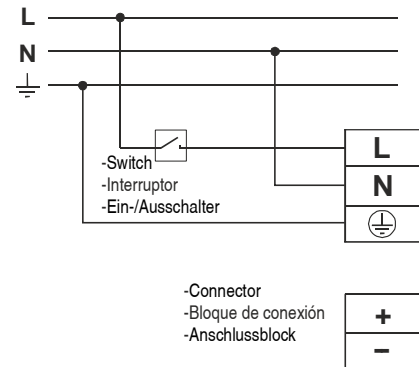 L
N
-Switch
-Interruptor
-Ein-/Ausschalter
L
N
-Connector
-Bloque de conexión
-Anschlussblock
+
−